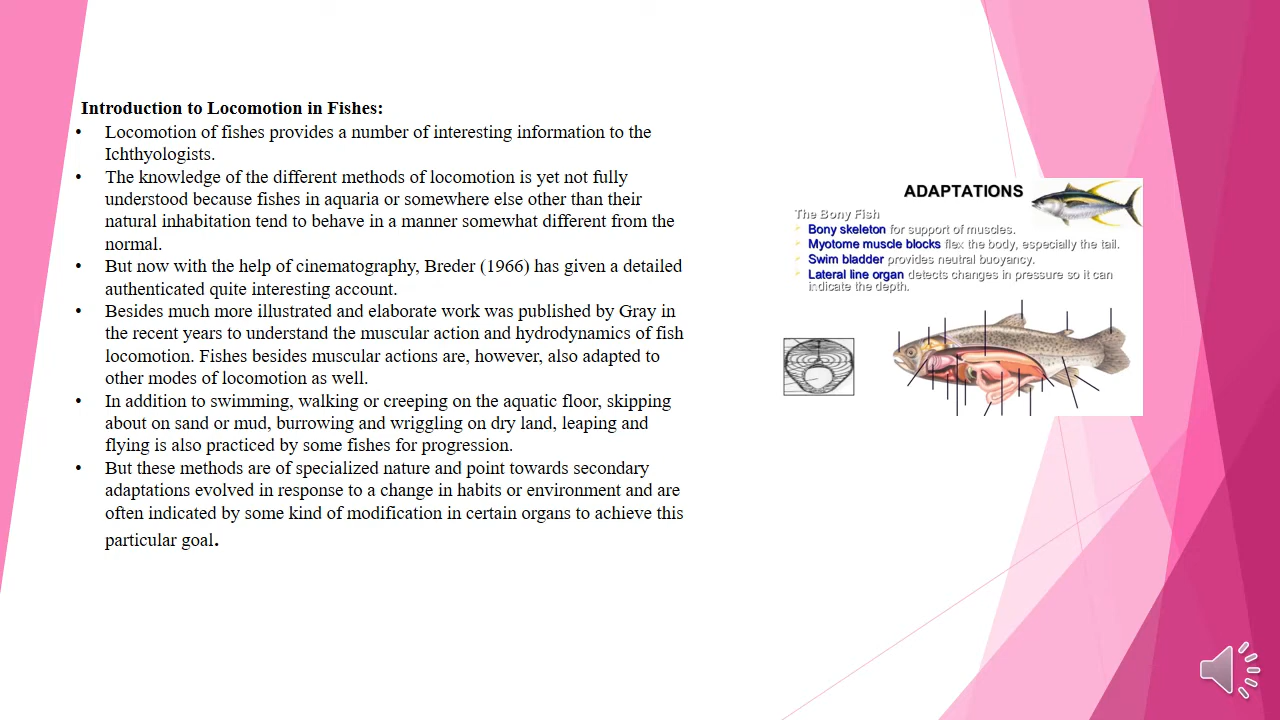 Introduction to Locomotion in Fishes:
• Locomotion of fishes provides a number of interesting information to the
Ichthyologists.
• The knowledge of the different methods of locomotion is yet not fully
understood because fishes in aquaria or somewhere else other than their
natural inhabitation tend to behave in a manner somewhat different from the
normal.
• But now with the help of cinematography, Breder (1966) has given a detailed
authenticated quite interesting account.
• Besides much more illustrated and elaborate work was published by Gray in
the recent years to understand the muscular action and hydrodynamics of fish
locomotion. Fishes besides muscular actions are, however, also adapted to
other modes of locomotion as well.
• In addition to swimming, walking or creeping on the aquatic floor, skipping
about on sand or mud, burrowing and wriggling on dry land, leaping and
flying is also practiced by some fishes for progression.
• But these methods are of specialized nature and point towards secondary
adaptations evolved in response to a change in habits or environment and are
often indicated by some kind of modification in certain organs to achieve this
particular goal.
ADAPTATIONS
The Bony Fish
Bony skeleton for support of muscles.
Myotome muscle blocks flex the body, especially the tail.
Swim bladder provides neutral buoyancy.
Lateral line organ detects changes in pressure so it can
indicate the depth.